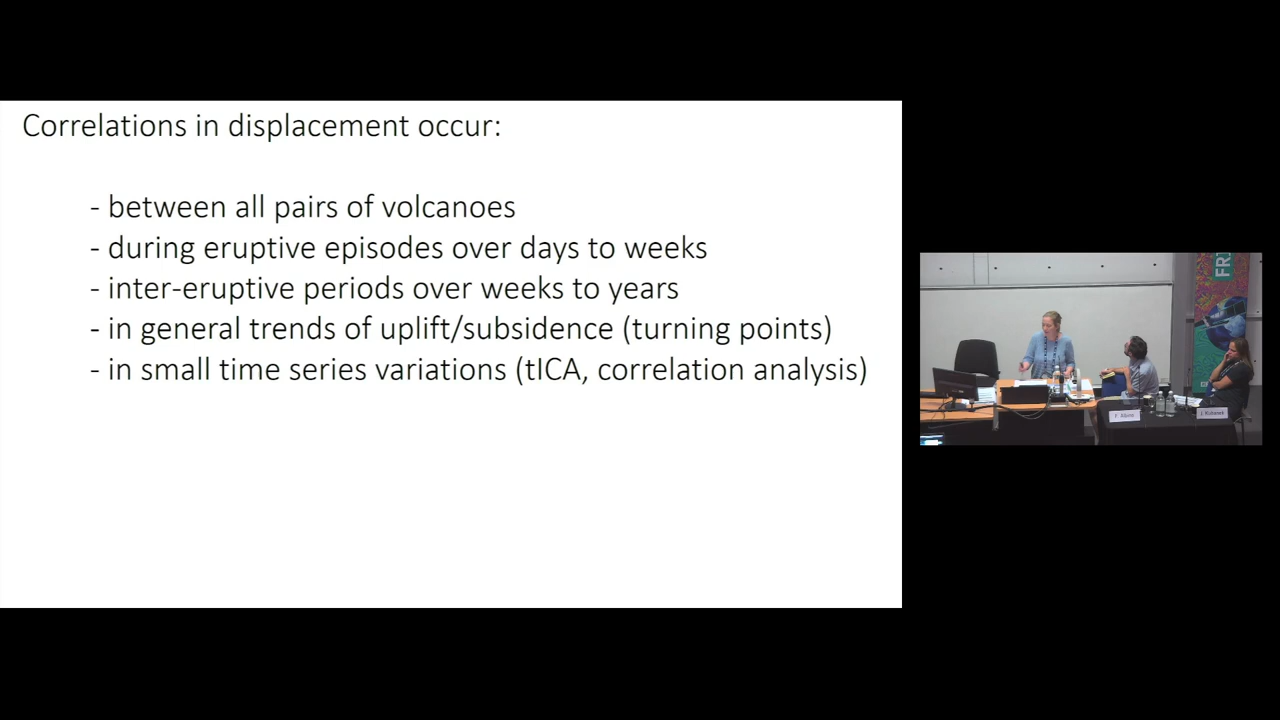 Correlations in displacement occur:
- between all pairs of volcanoes
- during eruptive episodes over days to weeks
- inter-eruptive periods over weeks to years
- in general trends of uplift/subsidence (turning points)
- in small time series variations (tICA, correlation analysis)